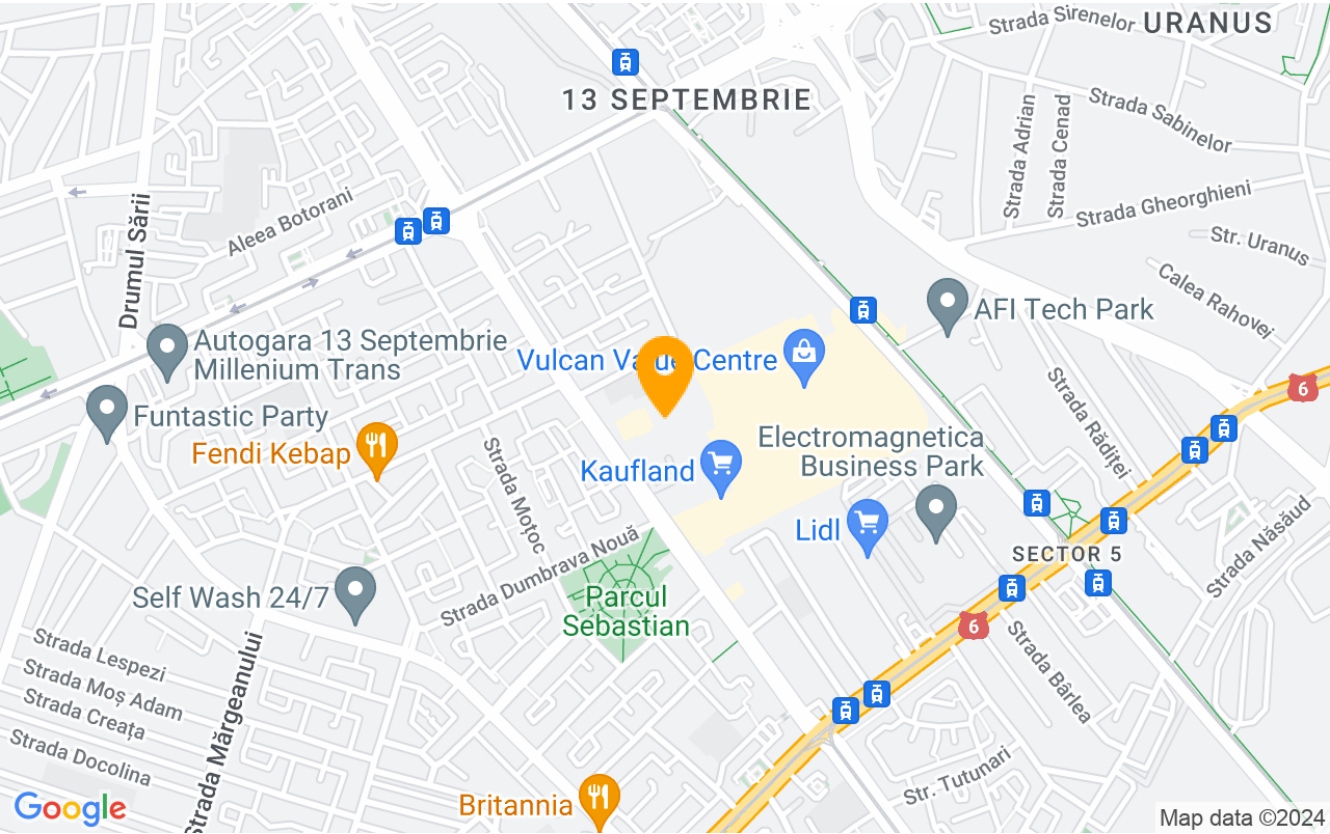 Strada Sirenelor
URANUS
13 SEPTEMBRIE
Strada Sabinelor
Strada Adrian
Strada Cenad
Strada Gheorghieni
Drumul Sării
Aleea Botorani
Str. Uranus
Calea Rahovei
AFI Tech Park
Autogara 13 Septembrie
Millenium Trans
Vulcan Value Centre
Funtastic Party
Fendi Kebap
Strada Rădiței
6
Electromagnetica
Business Park
Kaufland
Strada Moțoc
Lidl
SECTOR 5
Strada Năsăud
Strada Dumbrava Nouă
Self Wash 24/7
Parcul
Sebastian
6
Strada Lespezi
Strada Moș Adam
Strada Creața
Strada Docolina
Strada Mărgeanului
Strada Bârlea
Str. Tutunari
Britannia
Google
Map data ©2024